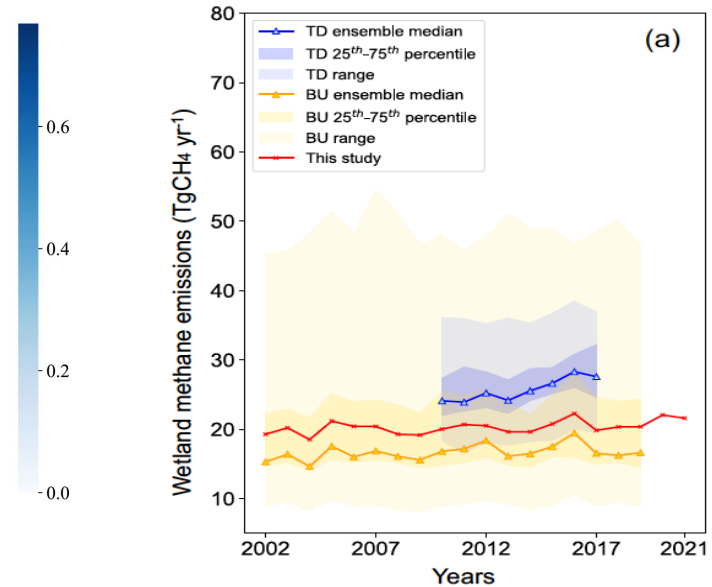 0.6
0.4
0.2
0.0
Wetland methane emissions (TgCH4 yr⁻¹)
80
70
60
50
40
30
20
10
(a)
TD ensemble median
TD 25ᵗʰ–75ᵗʰ percentile
TD range
BU ensemble median
BU 25ᵗʰ–75ᵗʰ percentile
BU range
This study
2002 2007 2012 2017 2021
Years